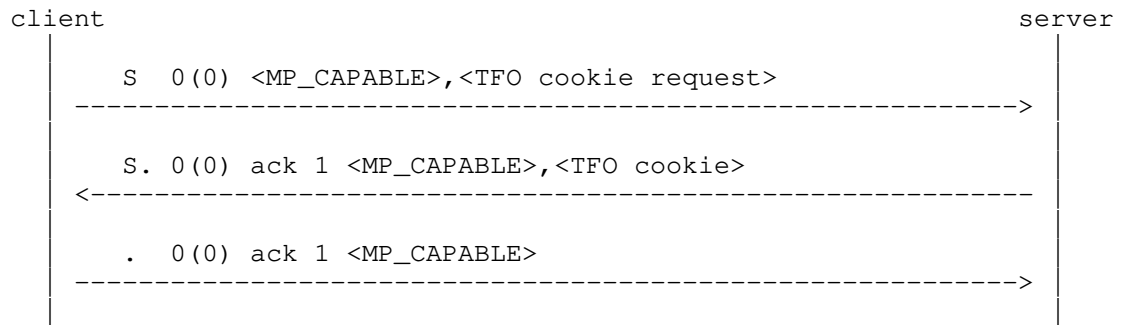 client server
S 0(0) <MP_CAPABLE>,<TFO cookie request>
S. 0(0) ack 1 <MP_CAPABLE>,<TFO cookie>
. 0(0) ack 1 <MP_CAPABLE>